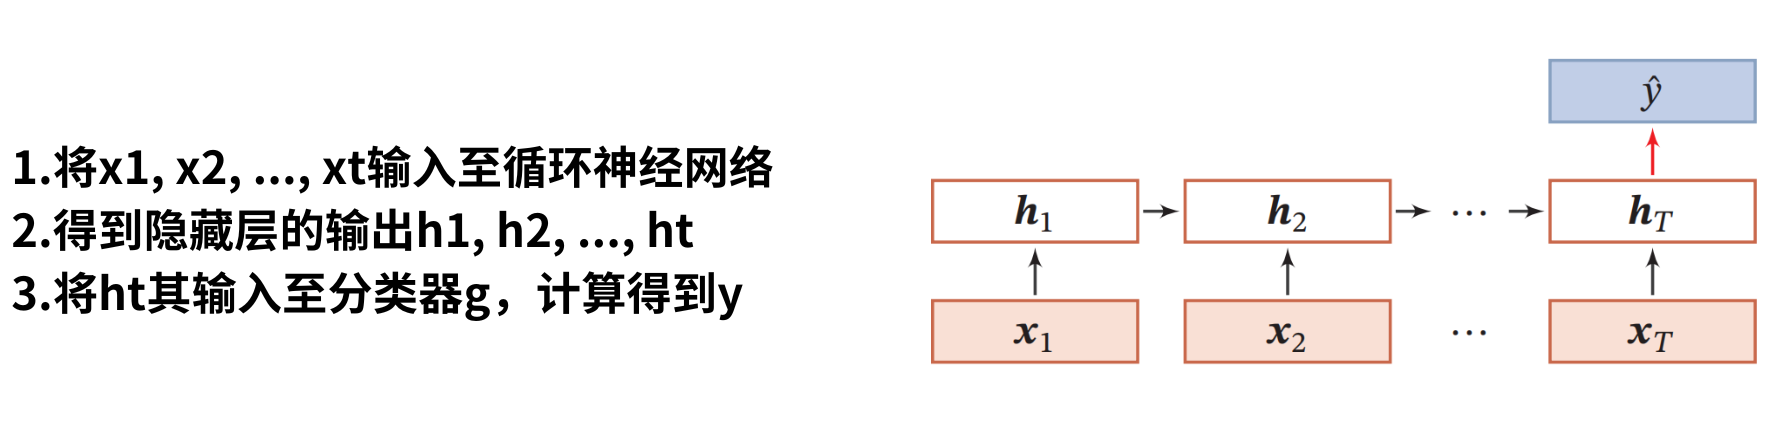 1.将x1, x2, ..., xt输入至循环神经网络
2.得到隐藏层的输出h1, h2, ..., ht
3.将ht其输入至分类器g，计算得到y
ŷ
h₁ h₂ ... h_T
x₁ x₂ ... x_T